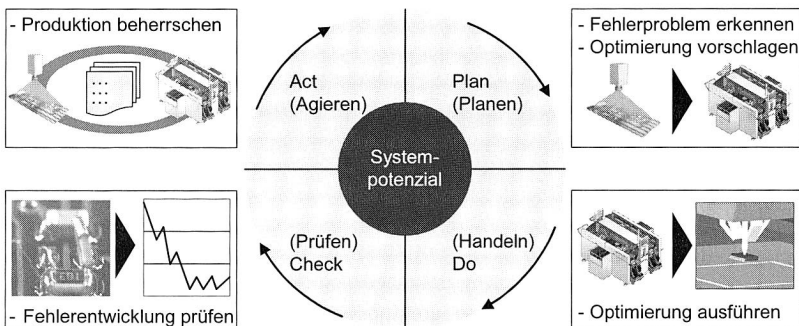 - Produktion beherrschen
Act
(Agieren)
Plan
(Planen)
- Fehlerproblem erkennen
- Optimierung vorschlagen
System-
potenzial
(Prüfen)
Check
(Handeln)
Do
- Fehlerentwicklung prüfen
- Optimierung ausführen